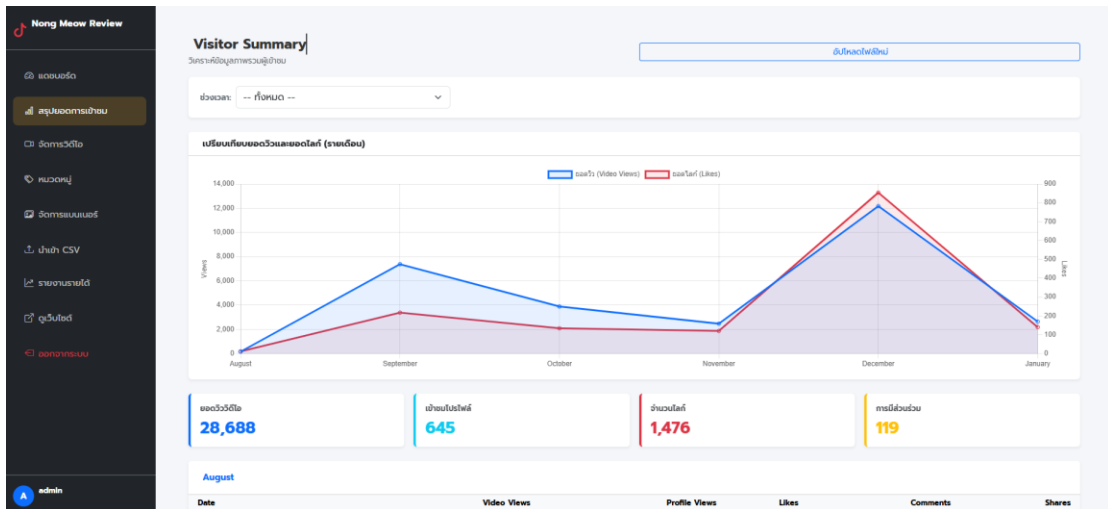 Nong Meow Review
แดชบอร์ด
สรุปยอดการเข้าชม
จัดการวิดีโอ
หมวดหมู่
จัดการแบนเนอร์
นำเข้า CSV
รายงานรายได้
ดูเว็บไซต์
ออกจากระบบ
A admin
Visitor Summary
วิเคราะห์ข้อมูลภาพรวมผู้เข้าชม
อัปโหลดไฟล์ใหม่
ช่วงเวลา: -- ทั้งหมด --
เปรียบเทียบยอดวิวและยอดไลก์ (รายเดือน)
ยอดวิว (Video Views) ยอดไลก์ (Likes)
14,000 900
12,000 800
700
10,000 600
8,000 500
Views Likes
6,000 400
300
4,000 200
2,000 100
0 0
August September October November December January
ยอดวิววิดีโอ เข้าชมโปรไฟล์ จำนวนไลก์ การมีส่วนร่วม
28,688 645 1,476 119
August
Date Video Views Profile Views Likes Comments Shares